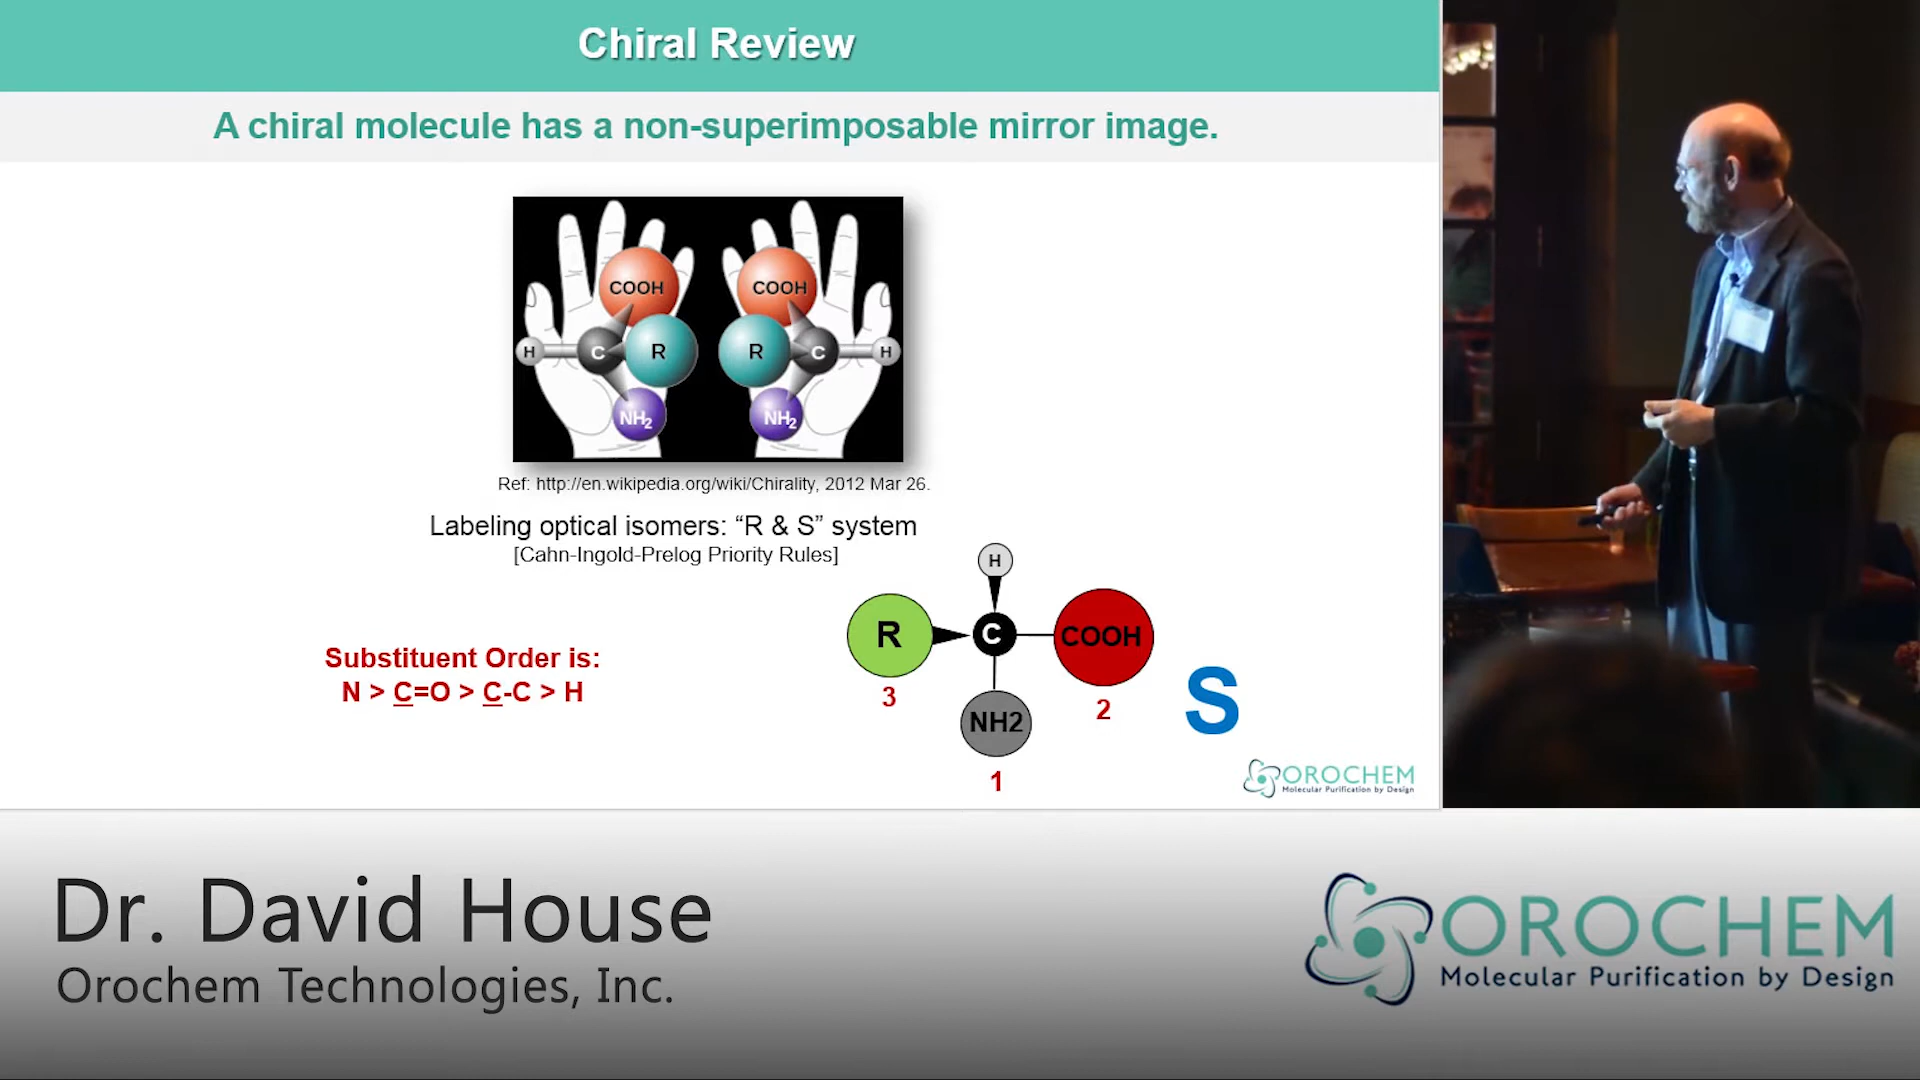 Chiral Review
A chiral molecule has a non-superimposable mirror image.
COOH
COOH
H
C
R
R
C
H
NH2
NH2
Ref: http://en.wikipedia.org/wiki/Chirality, 2012 Mar 26.
Labeling optical isomers: “R & S” system
[Cahn-Ingold-Prelog Priority Rules]
H
R
C
COOH
Substituent Order is:
N > C=O > C-C > H
3
2
S
NH2
1
OROCHEM
Molecular Purification by Design
Dr. David House
Orochem Technologies, Inc.
OROCHEM
Molecular Purification by Design